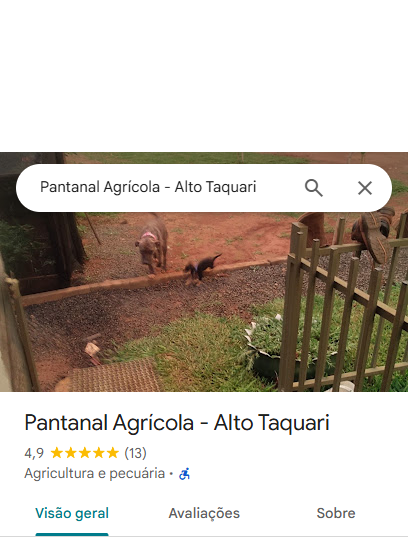 Pantanal Agrícola - Alto Taquari
Pantanal Agrícola - Alto Taquari
4,9 (13)
Agricultura e pecuária ·
Visão geral Avaliações Sobre